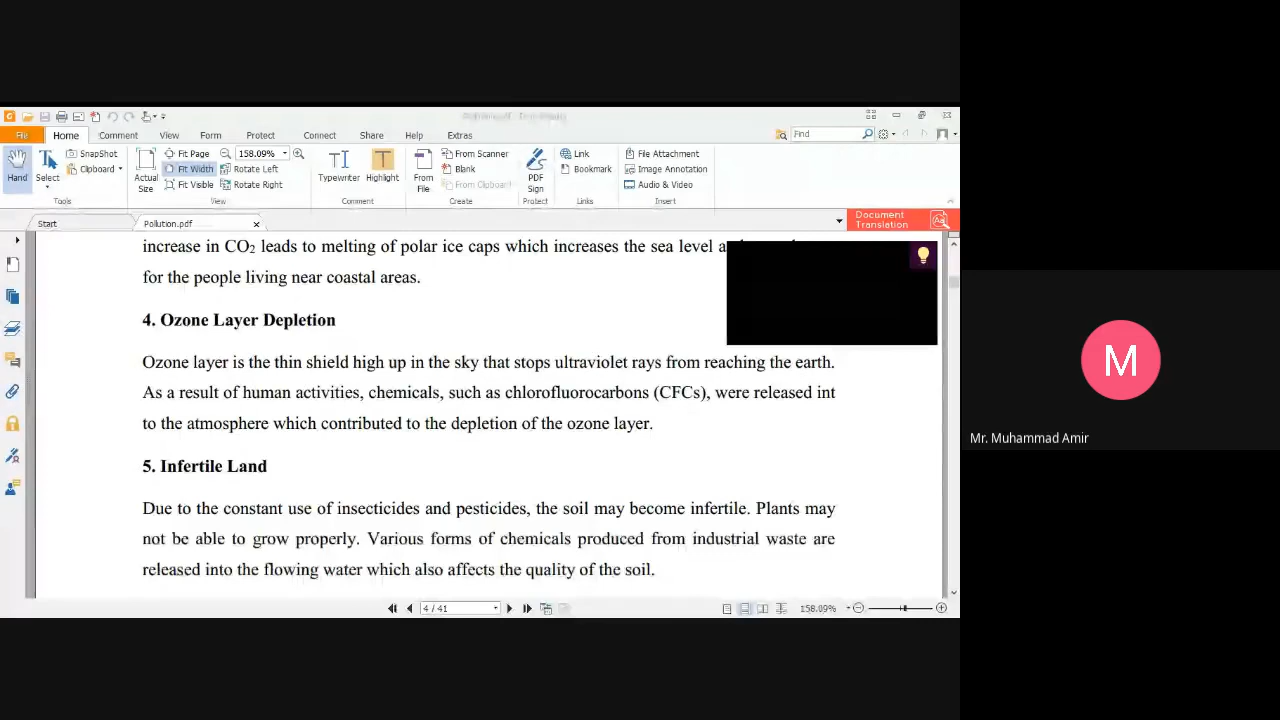 File Home Comment View Form Protect Connect Share Help Extras
Find
Hand
Select
SnapShot
Clipboard
Tools
Actual Size
Fit Page
Fit Width
Fit Visible
158.09%
Rotate Left
Rotate Right
View
Typewriter
Highlight
Comment
From File
From Scanner
Blank
From Clipboard
Create
PDF Sign
Protect
Link
Bookmark
Links
File Attachment
Image Annotation
Audio & Video
Insert
Start
Pollution.pdf
Document Translation
increase in CO2 leads to melting of polar ice caps which increases the sea level
for the people living near coastal areas.
4. Ozone Layer Depletion
Ozone layer is the thin shield high up in the sky that stops ultraviolet rays from reaching the earth.
As a result of human activities, chemicals, such as chlorofluorocarbons (CFCs), were released int
to the atmosphere which contributed to the depletion of the ozone layer.
5. Infertile Land
Due to the constant use of insecticides and pesticides, the soil may become infertile. Plants may
not be able to grow properly. Various forms of chemicals produced from industrial waste are
released into the flowing water which also affects the quality of the soil.
4 / 41
158.09%
M
Mr. Muhammad Amir